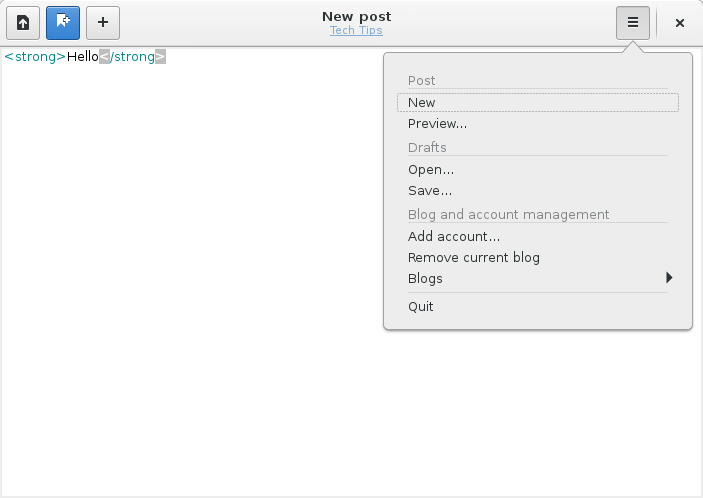 New post
Tech Tips
<strong>Hello</strong>
Post
New
Preview...
Drafts
Open...
Save...
Blog and account management
Add account...
Remove current blog
Blogs
Quit